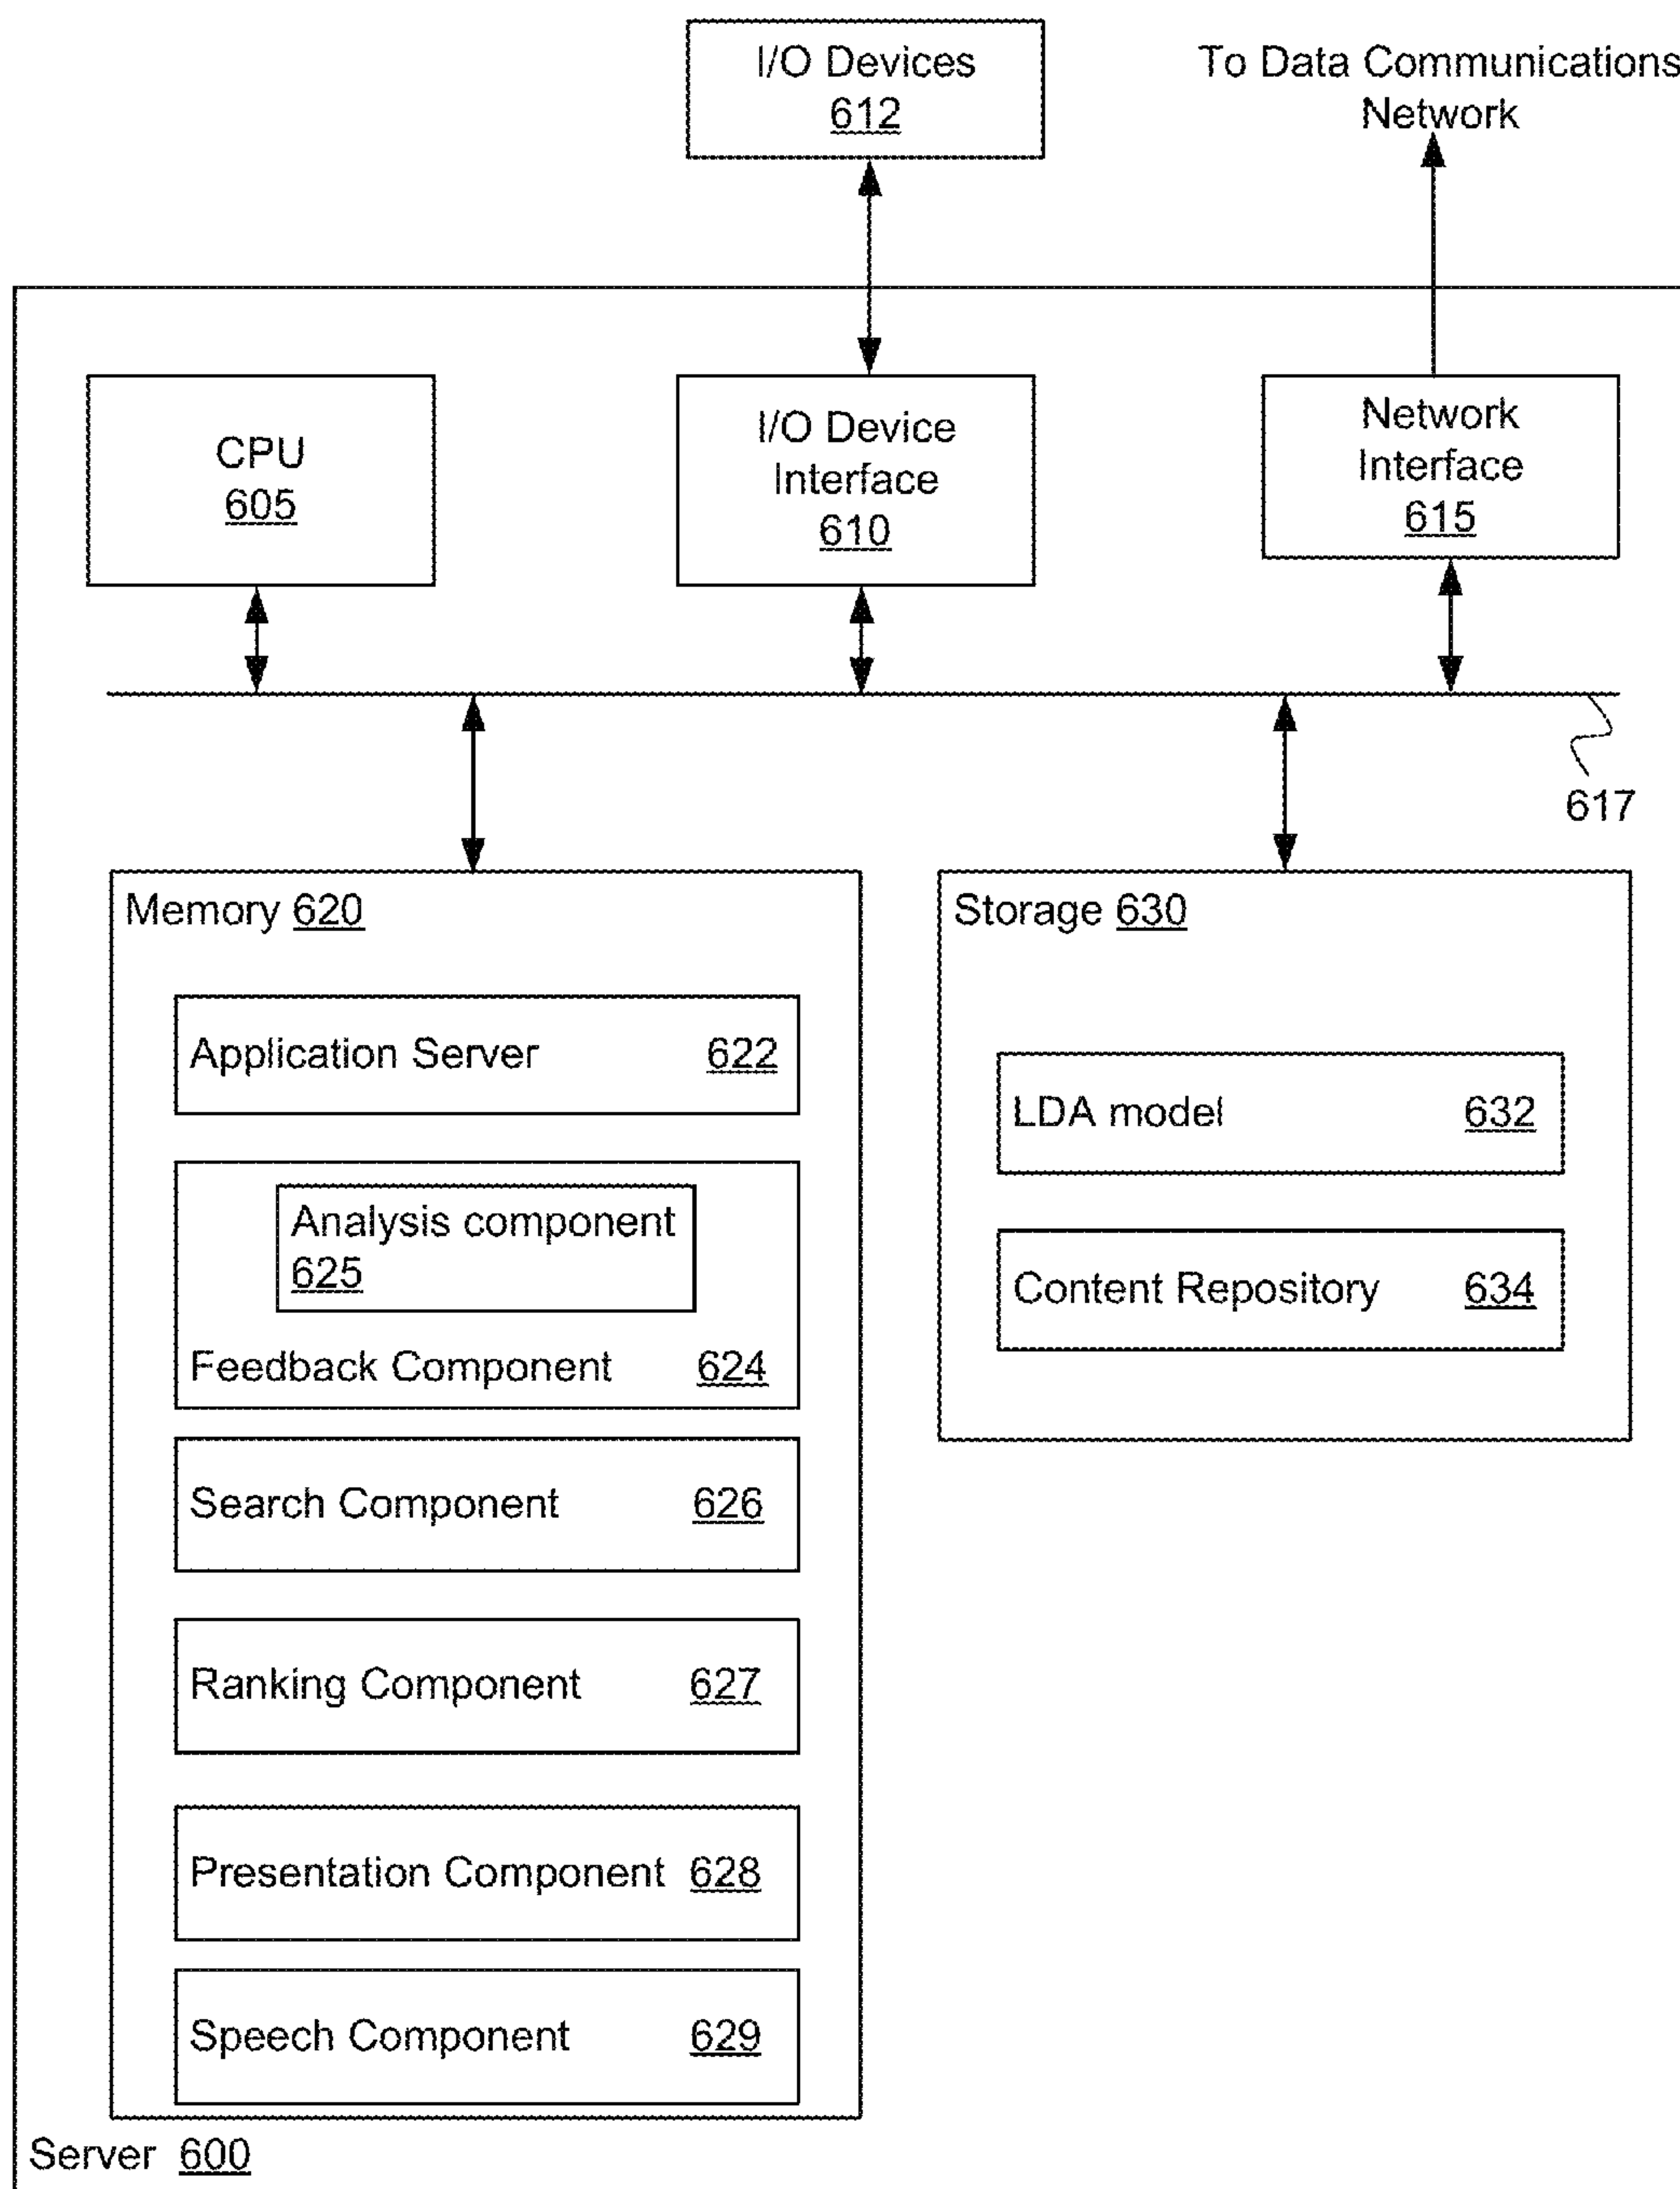 I/O Devices
612
To Data Communications
Network
CPU
605
I/O Device
Interface
610
Network
Interface
615
617
Memory 620
Application Server 622
Analysis component
625
Feedback Component 624
Search Component 626
Ranking Component 627
Presentation Component 628
Speech Component 629
Storage 630
LDA model 632
Content Repository 634
Server 600